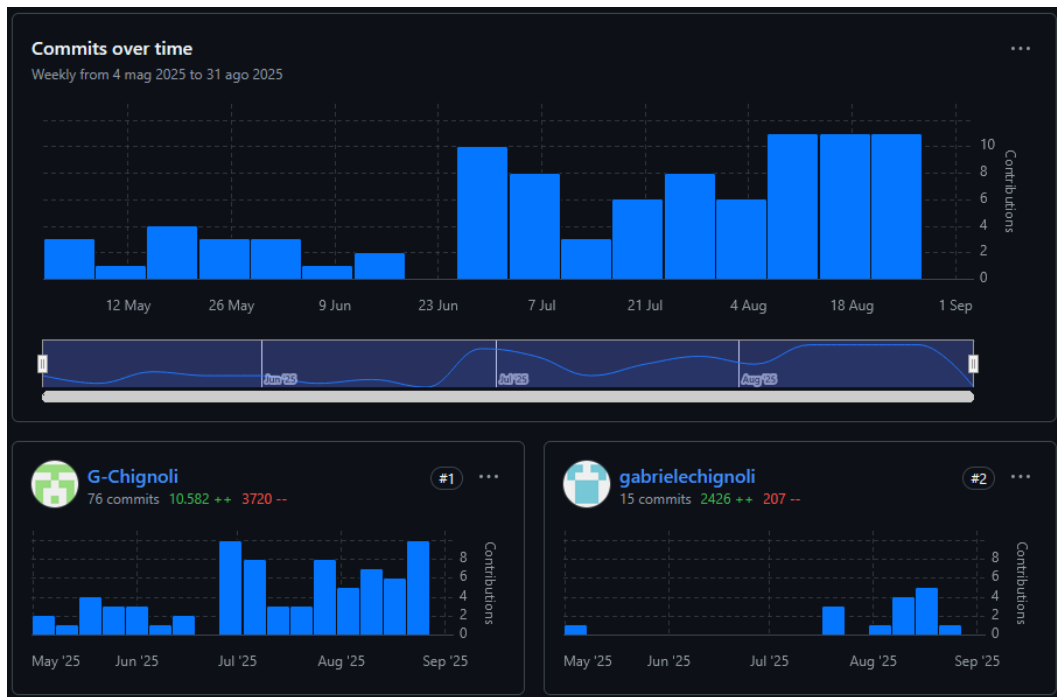 Commits over time
Weekly from 4 mag 2025 to 31 ago 2025
10
8
6
4
2
0
Contributions
12 May 26 May 9 Jun 23 Jun 7 Jul 21 Jul 4 Aug 18 Aug 1 Sep
Jun '25 Jul '25 Aug '25
G-Chignoli #1
76 commits 10.582 ++ 3720 --
8
6
4
2
0
Contributions
May '25 Jun '25 Jul '25 Aug '25 Sep '25
gabrielechignoli #2
15 commits 2426 ++ 207 --
8
6
4
2
0
Contributions
May '25 Jun '25 Jul '25 Aug '25 Sep '25